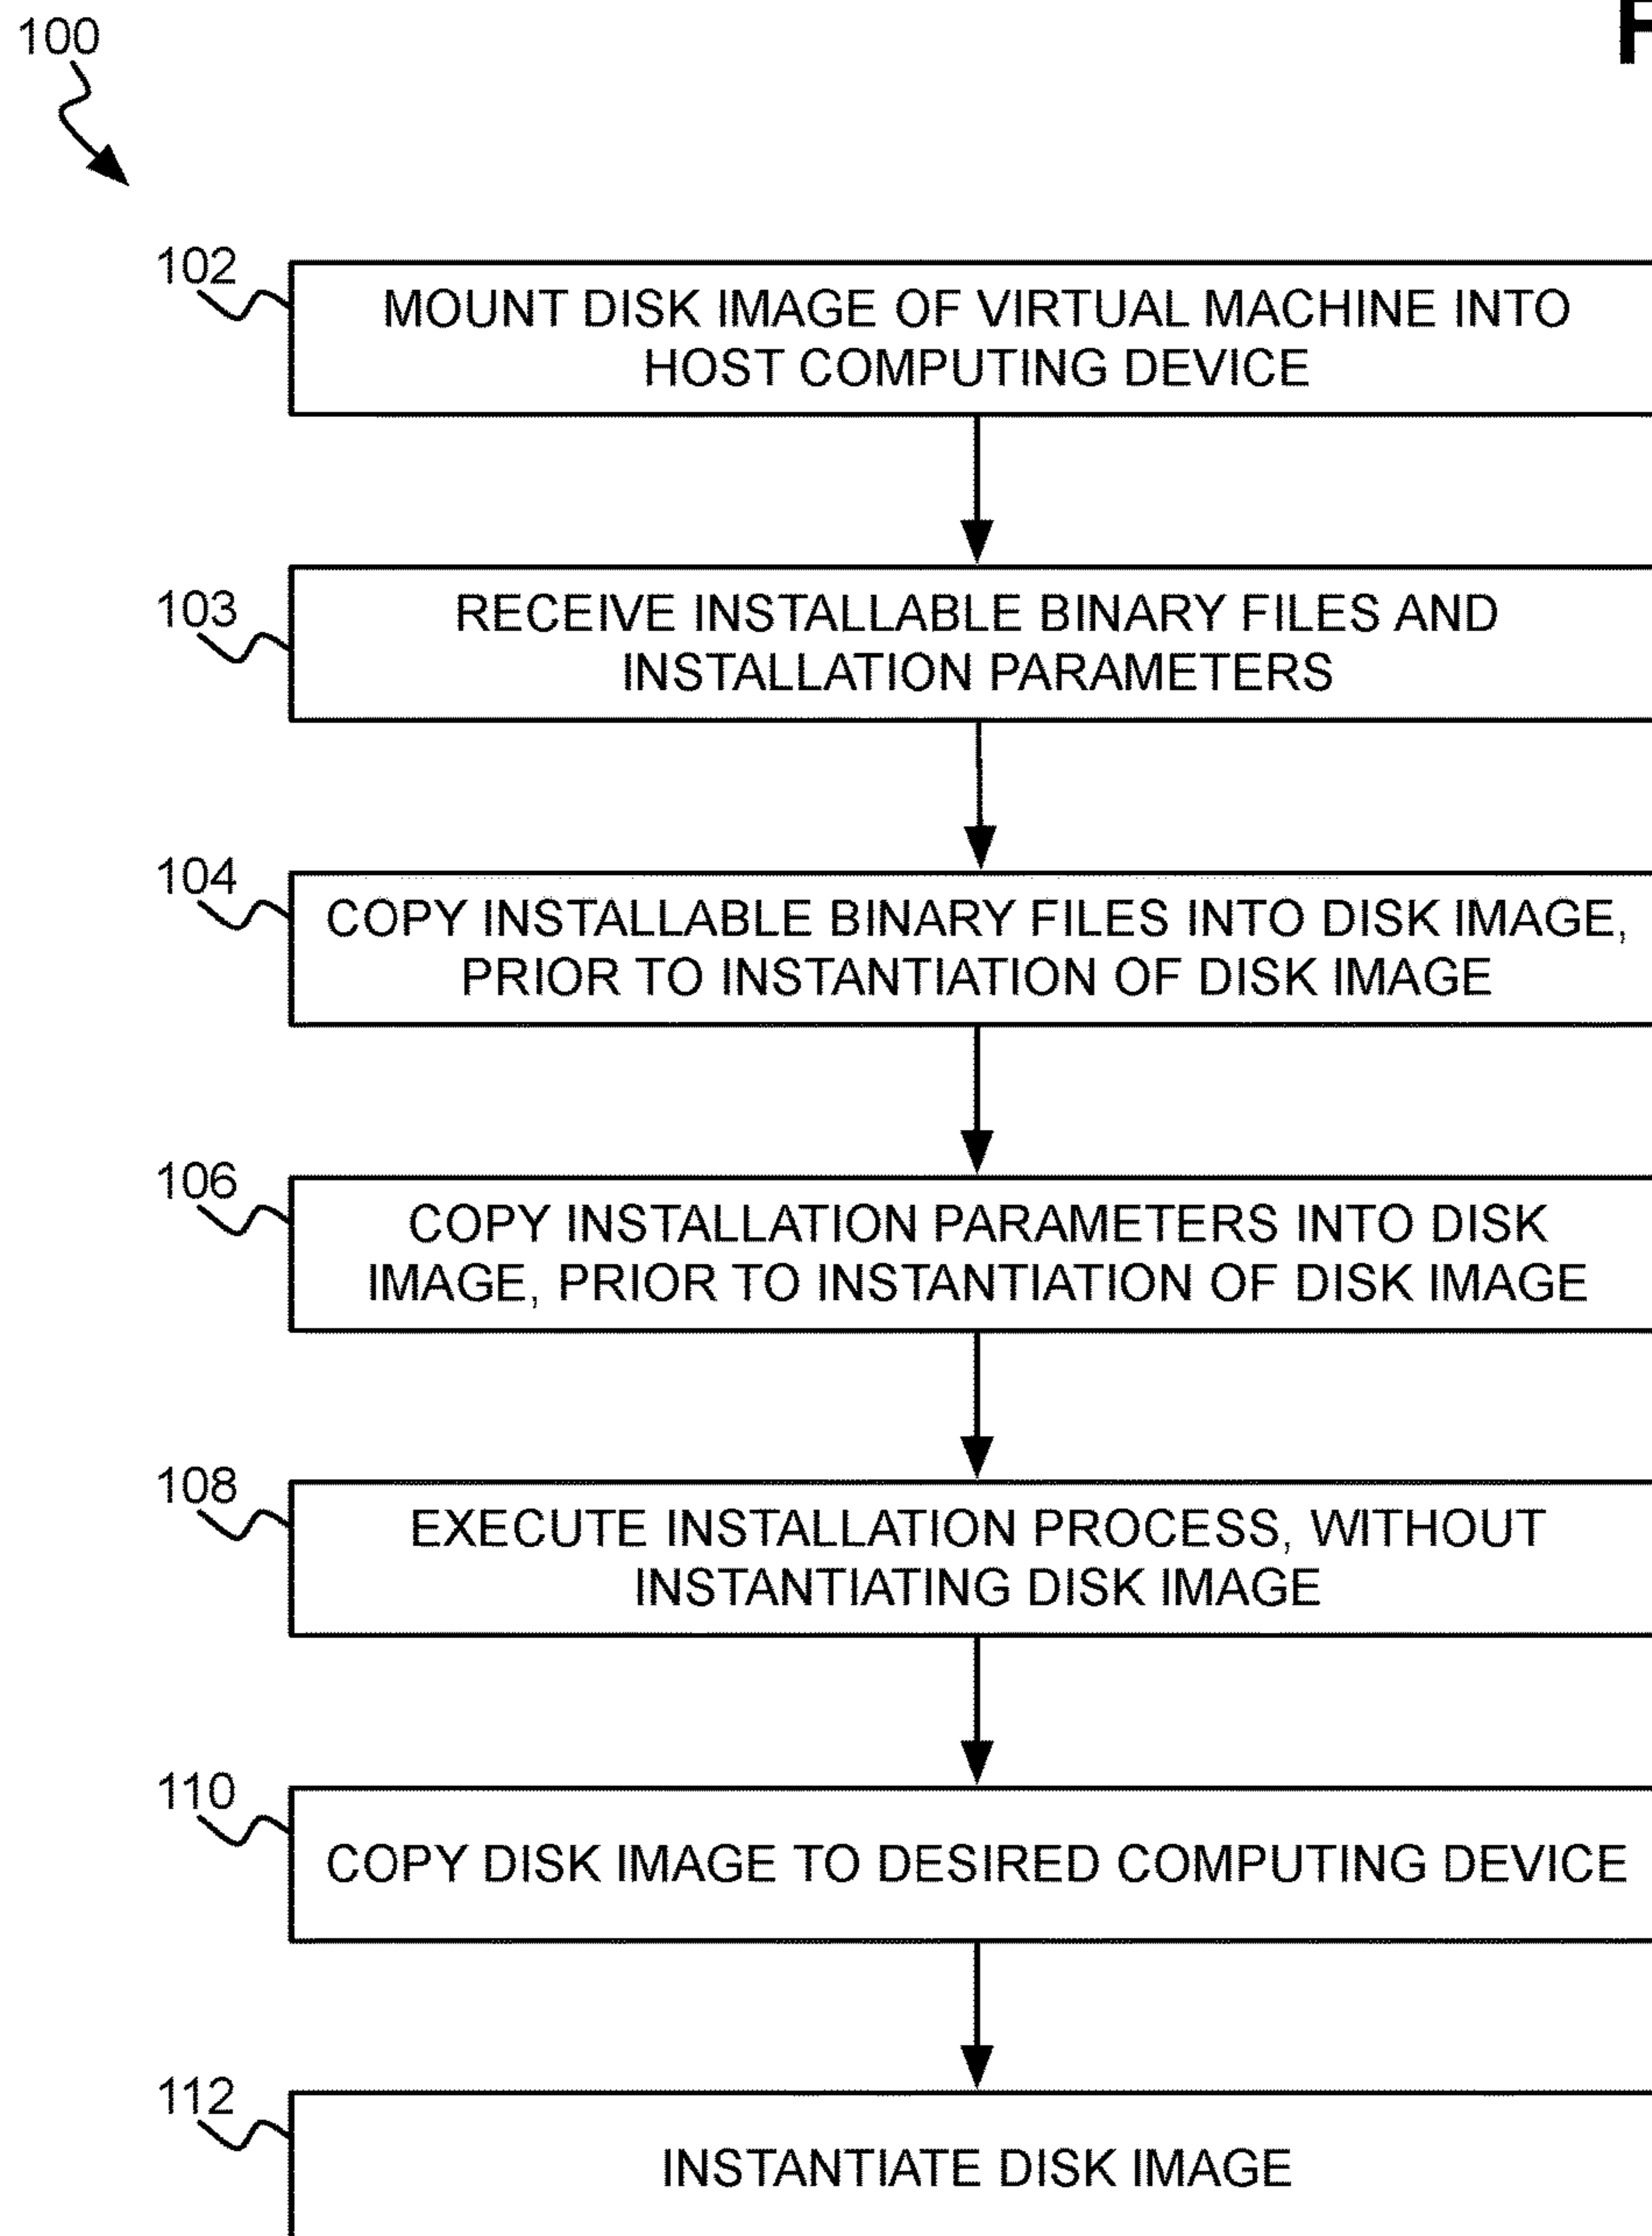 100
102
MOUNT DISK IMAGE OF VIRTUAL MACHINE INTO
HOST COMPUTING DEVICE
103
RECEIVE INSTALLABLE BINARY FILES AND
INSTALLATION PARAMETERS
104
COPY INSTALLABLE BINARY FILES INTO DISK IMAGE,
PRIOR TO INSTANTIATION OF DISK IMAGE
106
COPY INSTALLATION PARAMETERS INTO DISK
IMAGE, PRIOR TO INSTANTIATION OF DISK IMAGE
108
EXECUTE INSTALLATION PROCESS, WITHOUT
INSTANTIATING DISK IMAGE
110
COPY DISK IMAGE TO DESIRED COMPUTING DEVICE
112
INSTANTIATE DISK IMAGE